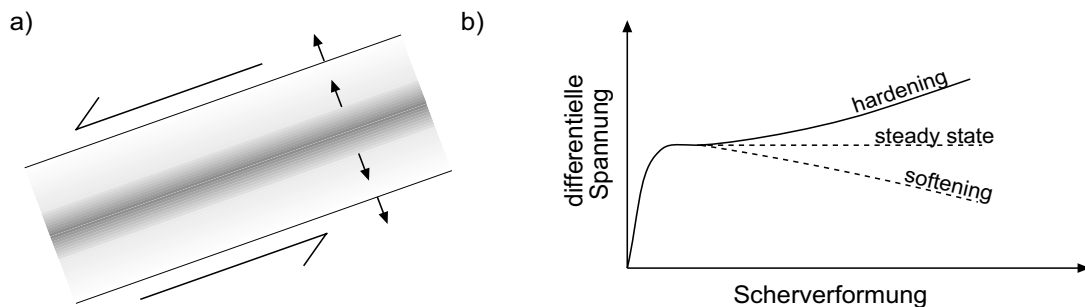 a)
b)
differentielle
Spannung
hardening
steady state
softening
Scherverformung